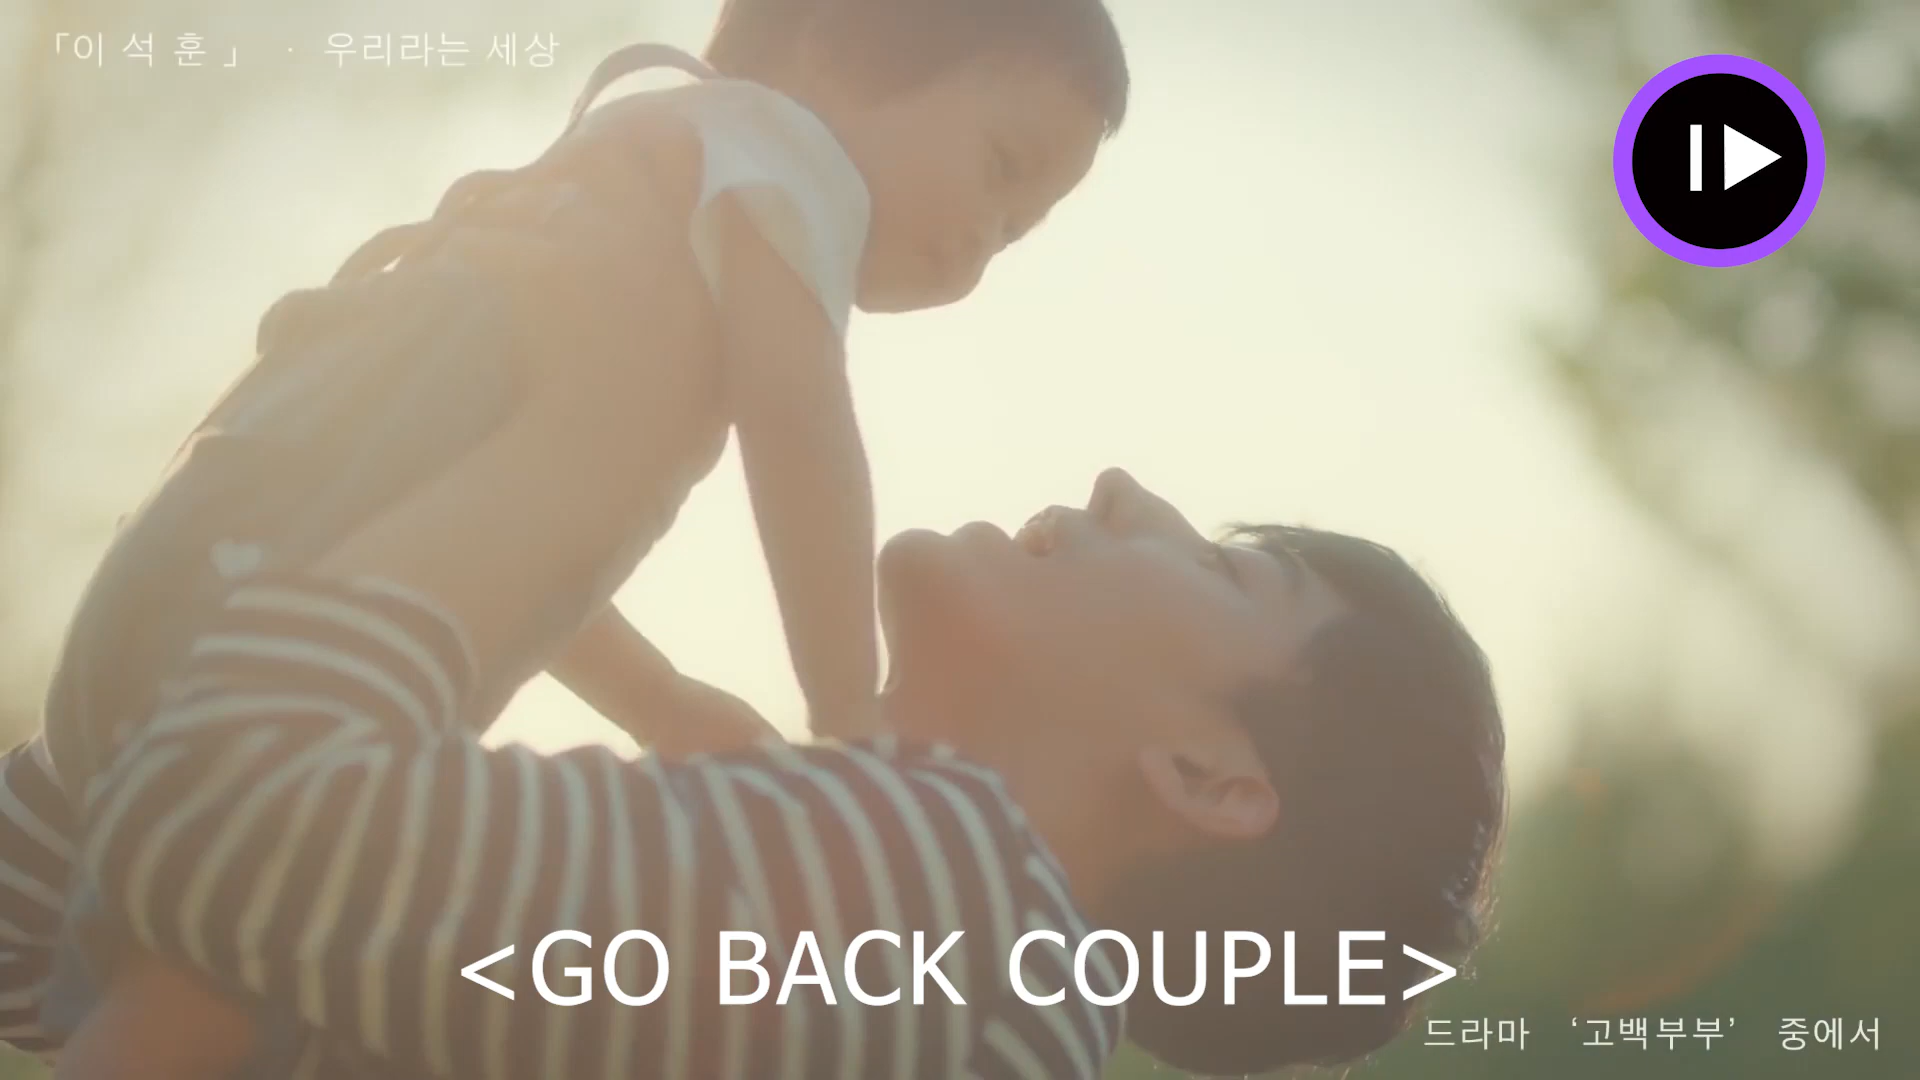 「이 석 훈 」 · 우리라는 세상
<GO BACK COUPLE>
드라마 ‘고백부부’ 중에서